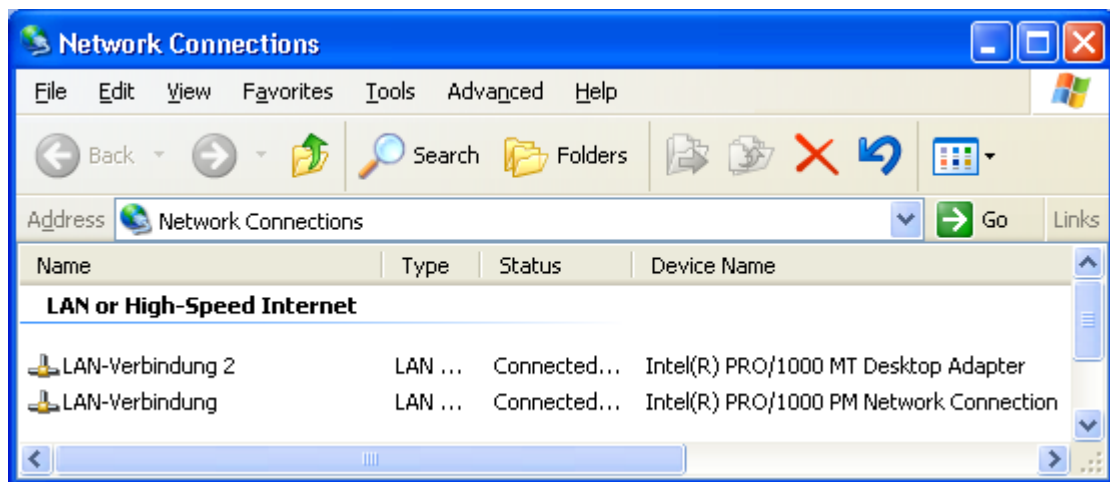 Network Connections
File Edit View Favorites Tools Advanced Help
Back Search Folders
Address Network Connections Go Links
Name Type Status Device Name
LAN or High-Speed Internet
LAN-Verbindung 2 LAN ... Connected... Intel(R) PRO/1000 MT Desktop Adapter
LAN-Verbindung LAN ... Connected... Intel(R) PRO/1000 PM Network Connection